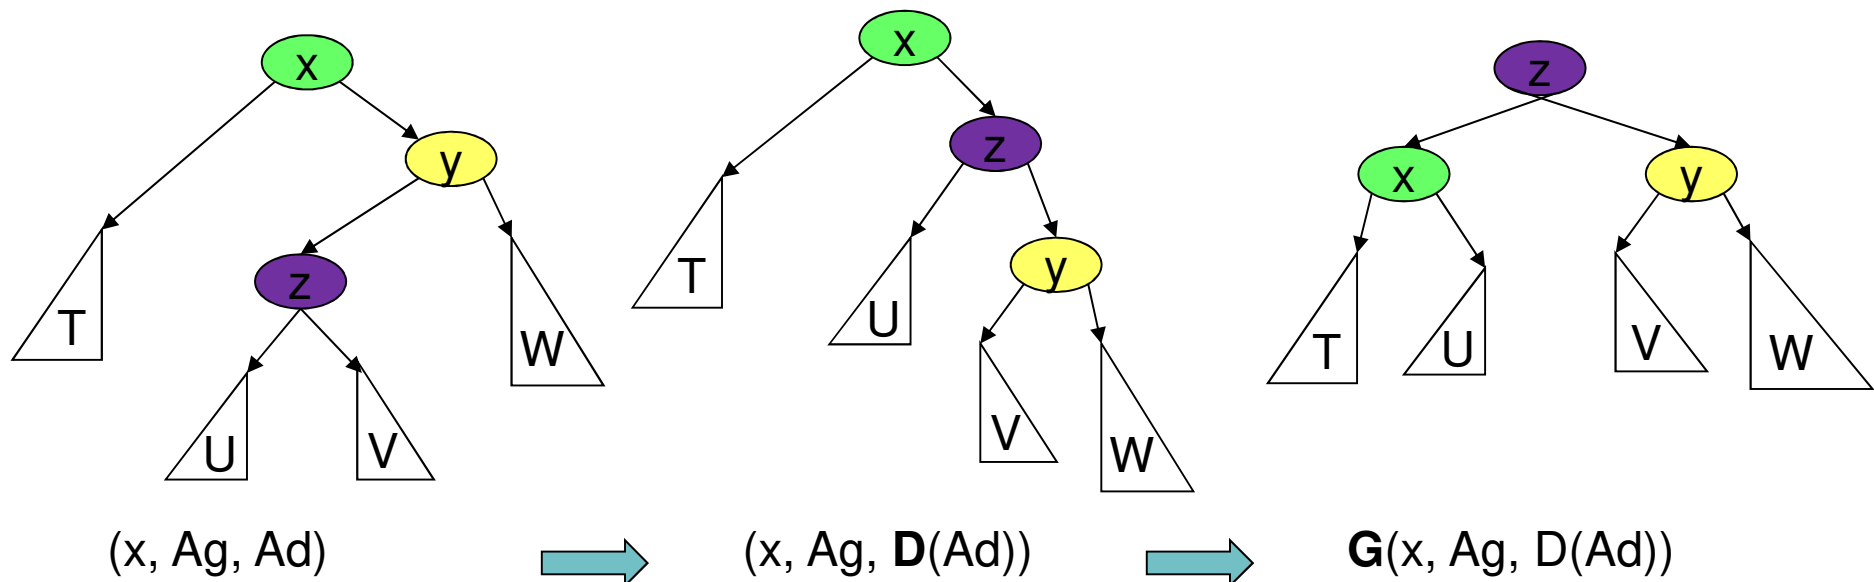 x
y
T
z
W
U
V
(x, Ag, Ad)
x
z
T
U
y
V
W
(x, Ag, D(Ad))
z
x
y
T
U
V
W
G(x, Ag, D(Ad))